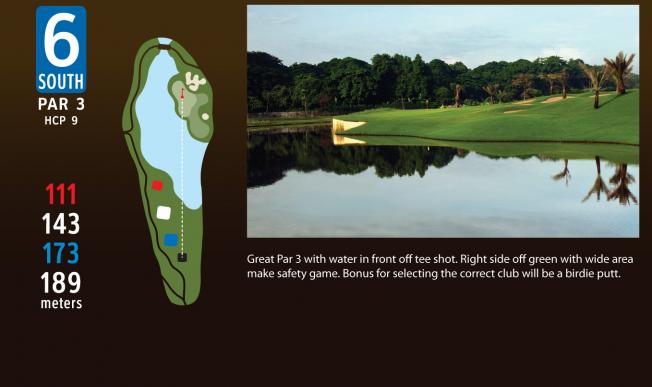 6
SOUTH
PAR 3
HCP 9
111
143
173
189
meters
Great Par 3 with water in front off tee shot. Right side off green with wide area
make safety game. Bonus for selecting the correct club will be a birdie putt.